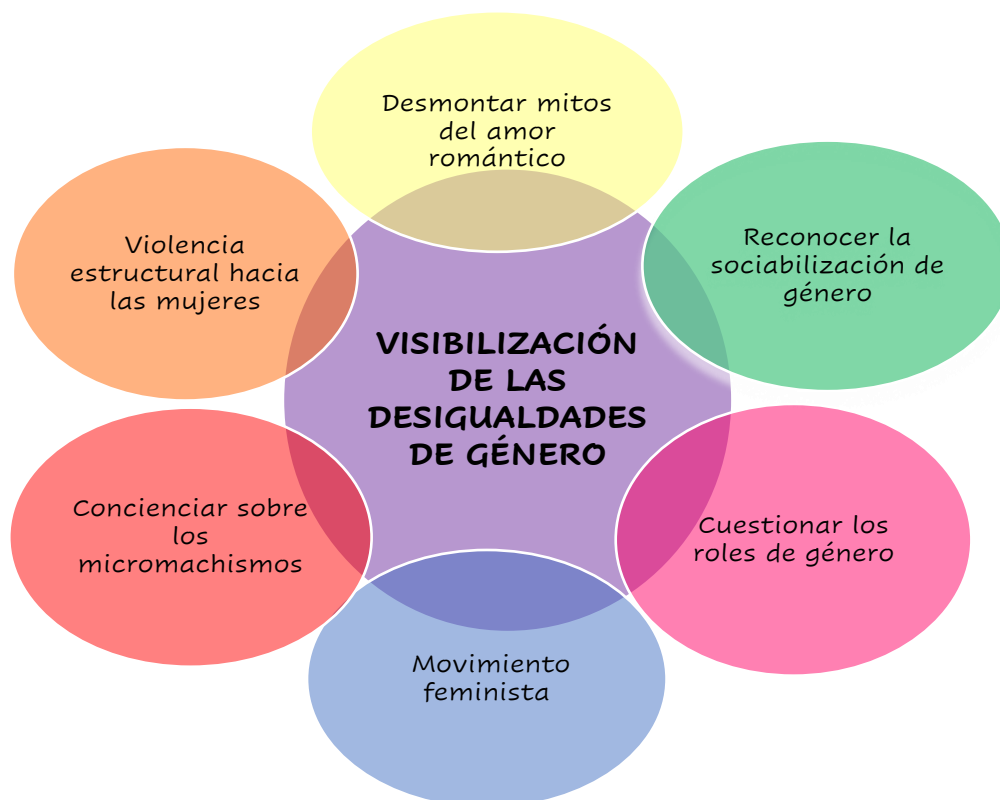 Desmontar mitos
del amor
romántico
Reconocer la
sociabilización de
género
Cuestionar los
roles de género
Movimiento
feminista
Concienciar sobre
los
micromachismos
Violencia
estructural hacia
las mujeres
VISIBILIZACIÓN
DE LAS
DESIGUALDADES
DE GÉNERO